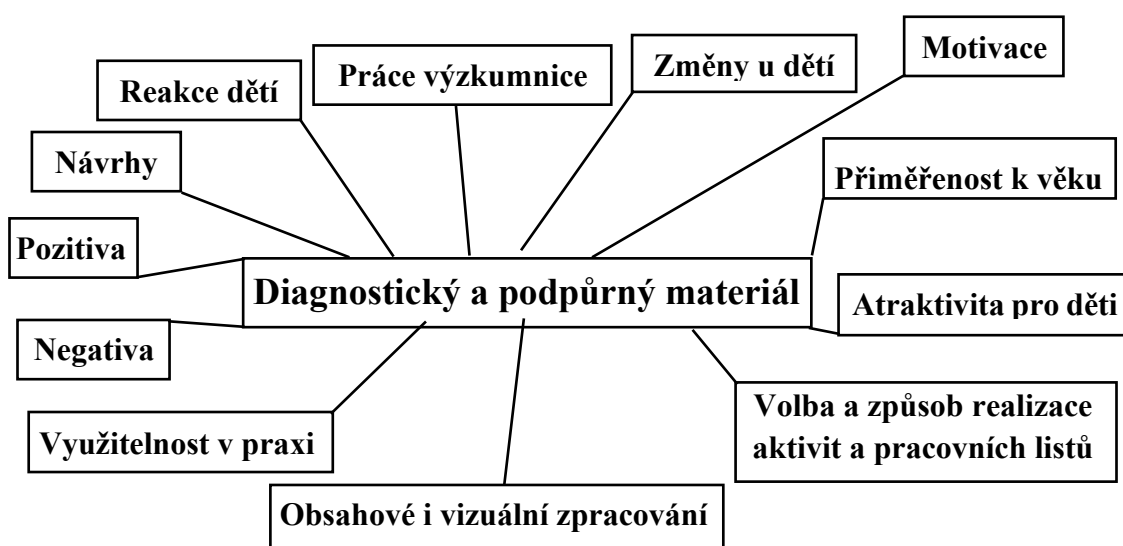 Motivace
Změny u dětí
Práce výzkumnice
Reakce dětí
Návrhy
Přiměřenost k věku
Pozitiva
Diagnostický a podpůrný materiál
Atraktivita pro děti
Negativa
Volba a způsob realizace
aktivit a pracovních listů
Využitelnost v praxi
Obsahové i vizuální zpracování